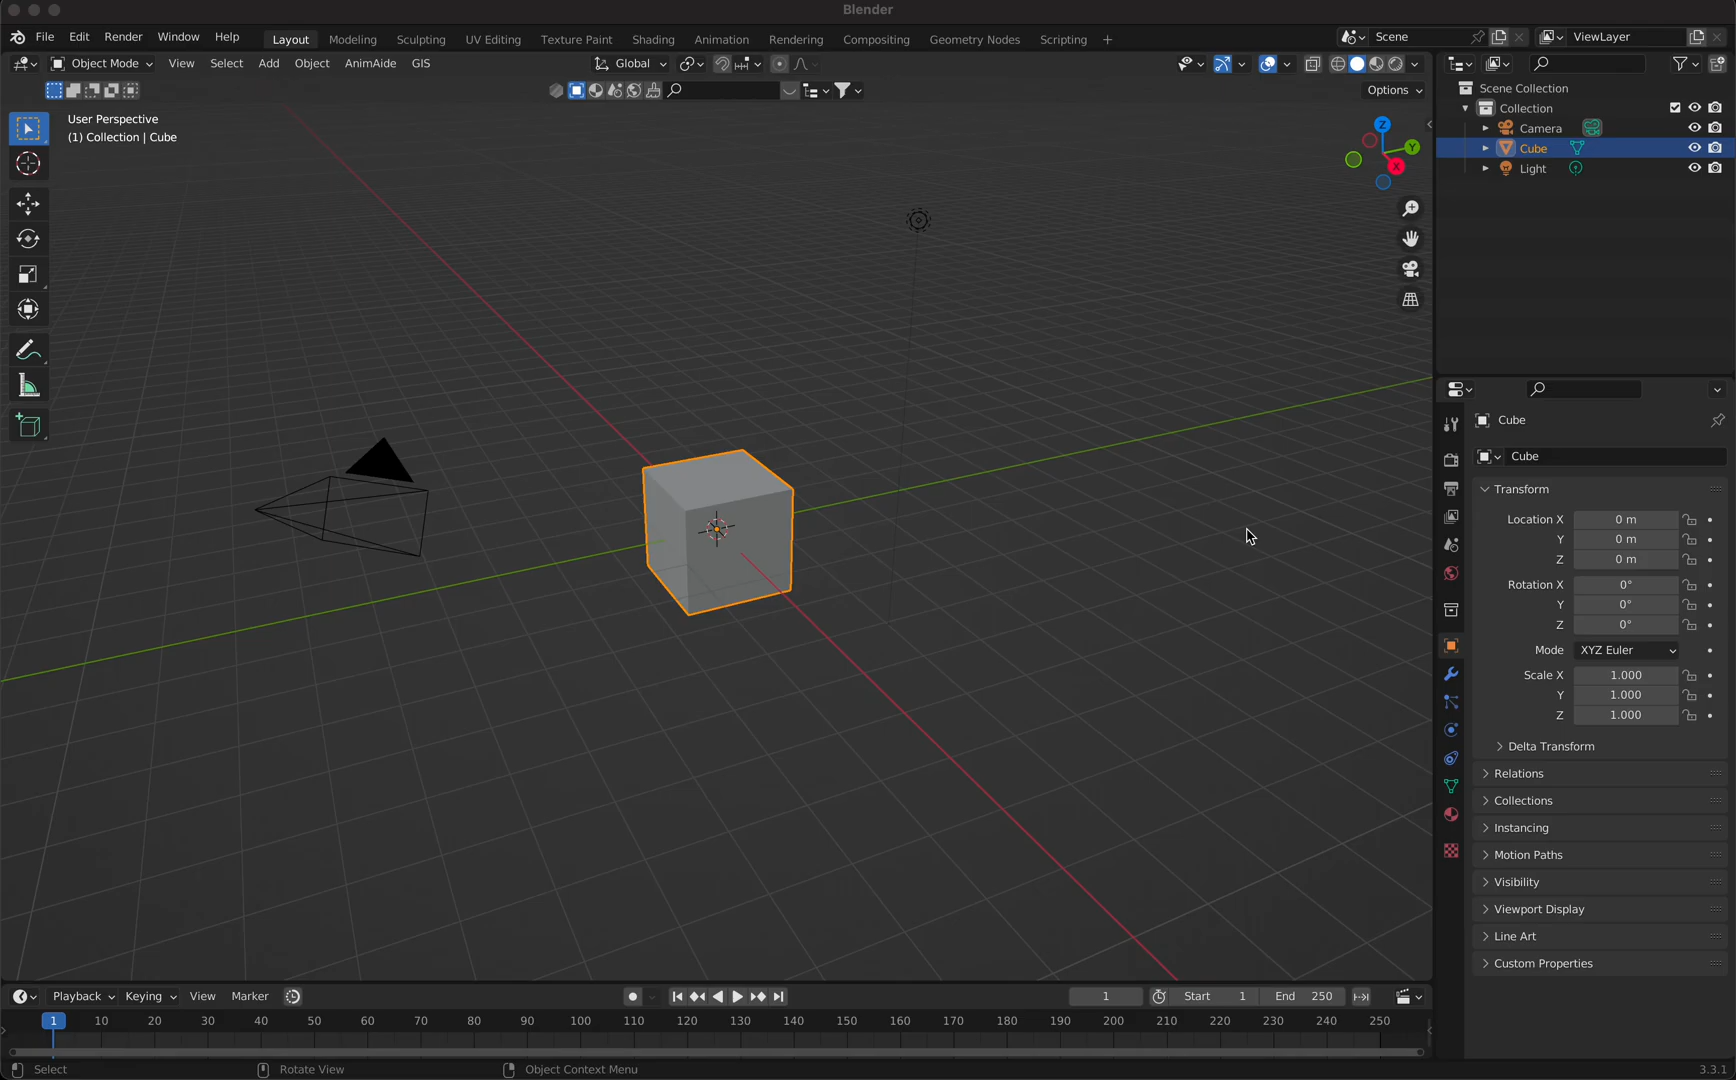 Blender
File Edit Render Window Help Layout Modeling Sculpting UV Editing Texture Paint Shading Animation Rendering Compositing Geometry Nodes Scripting + Scene ViewLayer
Object Mode View Select Add Object AnimAide GIS Global
Options
User Perspective
(1) Collection | Cube
Z
Y
X
Scene Collection
Collection
Camera
Cube
Light
Cube
Cube
Transform
Location X 0 m
Y 0 m
Z 0 m
Rotation X 0°
Y 0°
Z 0°
Mode XYZ Euler
Scale X 1.000
Y 1.000
Z 1.000
Delta Transform
Relations
Collections
Instancing
Motion Paths
Visibility
Viewport Display
Line Art
Custom Properties
Playback Keying View Marker 1 Start 1 End 250
1 10 20 30 40 50 60 70 80 90 100 110 120 130 140 150 160 170 180 190 200 210 220 230 240 250
Select Rotate View Object Context Menu 3.3.1